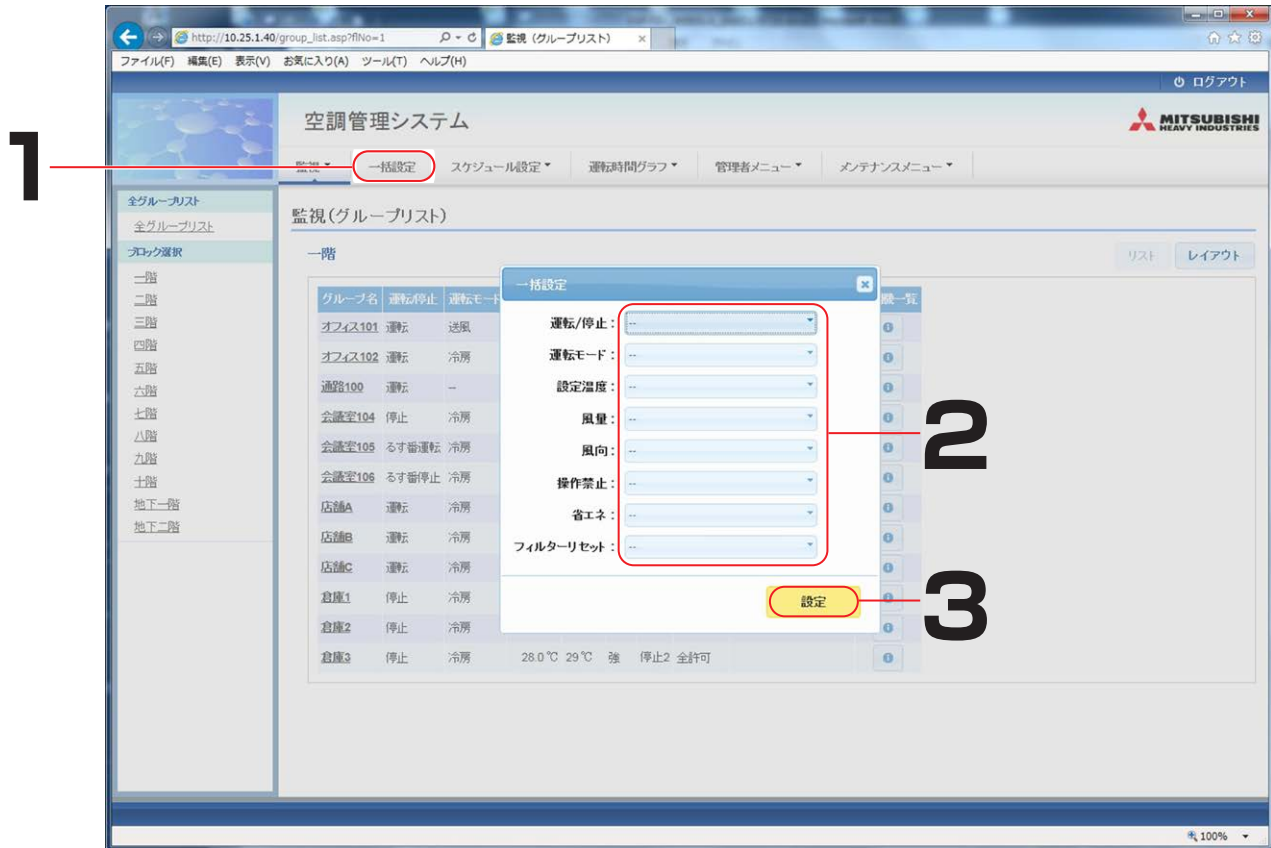 http://10.25.1.40/group_list.asp?flNo=1
監視 (グループリスト)
ファイル(F) 編集(E) 表示(V) お気に入り(A) ツール(T) ヘルプ(H)
ログアウト
空調管理システム
MITSUBISHI
HEAVY INDUSTRIES
1
監視 一括設定 スケジュール設定 運転時間グラフ 管理者メニュー メンテナンスメニュー
全グループリスト
全グループリスト
ブロック選択
一階
二階
三階
四階
五階
六階
七階
八階
九階
十階
地下一階
地下二階
監視(グループリスト)
一階
リスト レイアウト
グループ名 運転/停止 運転モード
オフィス101 運転 送風
オフィス102 運転 冷房
通路100 運転 --
会議室104 停止 冷房
会議室105 るす番運転 冷房
会議室106 るす番停止 冷房
店舗A 運転 冷房
店舗B 運転 冷房
店舗C 運転 冷房
倉庫1 停止 冷房
倉庫2 停止 冷房
倉庫3 停止 冷房 28.0℃ 29℃ 強 停止2 全許可
一覧
一括設定
運転/停止 : --
運転モード : --
設定温度 : --
風量 : --
風向 : --
操作禁止 : --
省エネ : --
フィルターリセット : --
設定
2
3
100%